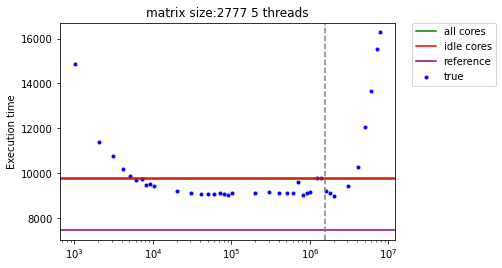 matrix size:2777 5 threads
16000
14000
12000
10000
8000
Execution time
10³
10⁴
10⁵
10⁶
10⁷
all cores
idle cores
reference
true